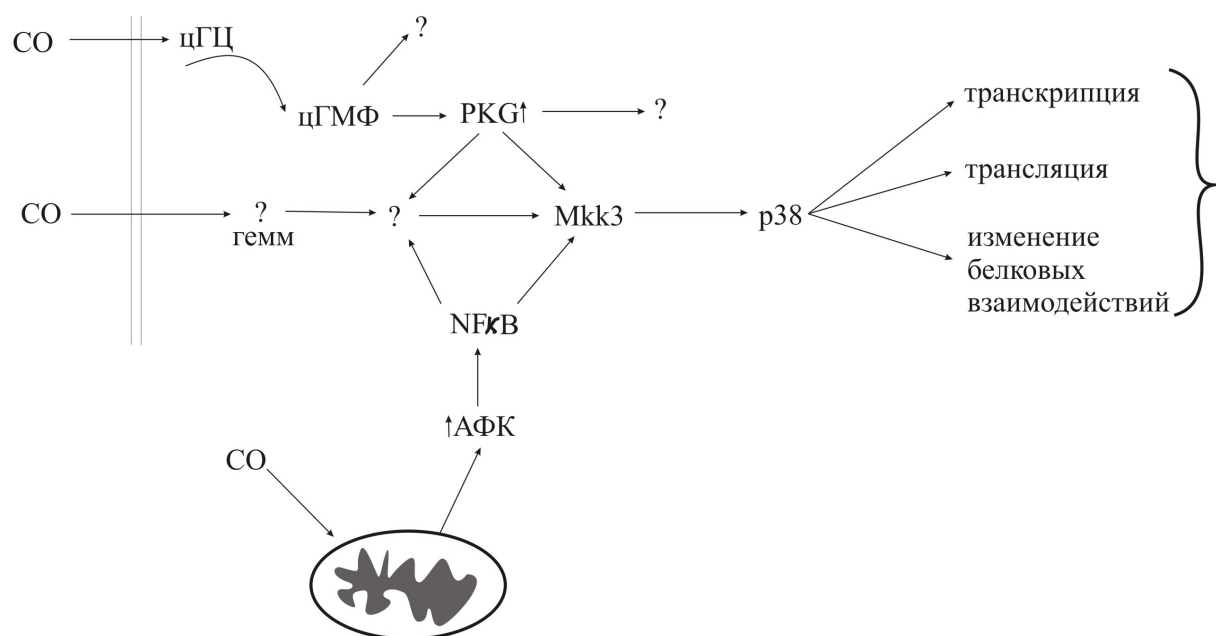 CO
цГЦ
?
цГМФ
PKG↑
?
транскрипция
трансляция
CO
?
гемм
?
Mkk3
p38
изменение
белковых
взаимодействий
NFκB
↑АФК
CO